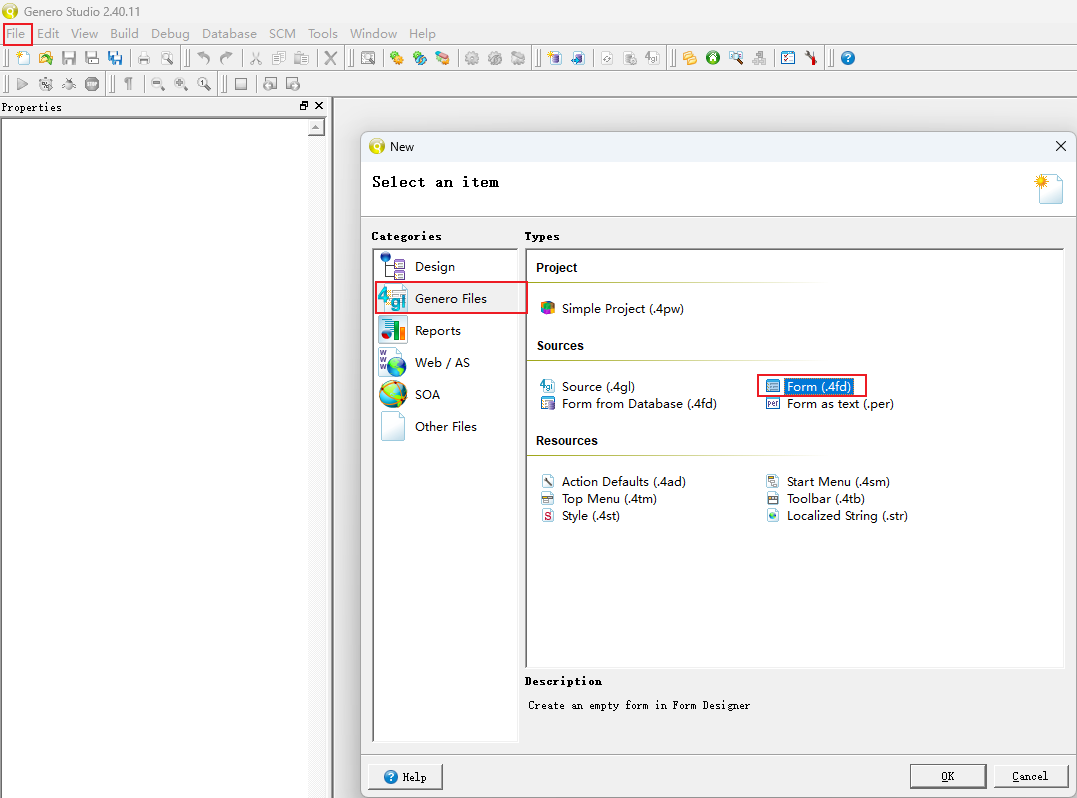 Genero Studio 2.40.11
File Edit View Build Debug Database SCM Tools Window Help
Properties
New
Select an item
Categories
Types
Design
Genero Files
Reports
Web / AS
SOA
Other Files
Project
Simple Project (.4pw)
Sources
Source (.4gl)
Form (.4fd)
Form from Database (.4fd)
Form as text (.per)
Resources
Action Defaults (.4ad)
Start Menu (.4sm)
Top Menu (.4tm)
Toolbar (.4tb)
Style (.4st)
Localized String (.str)
Description
Create an empty form in Form Designer
Help
OK
Cancel